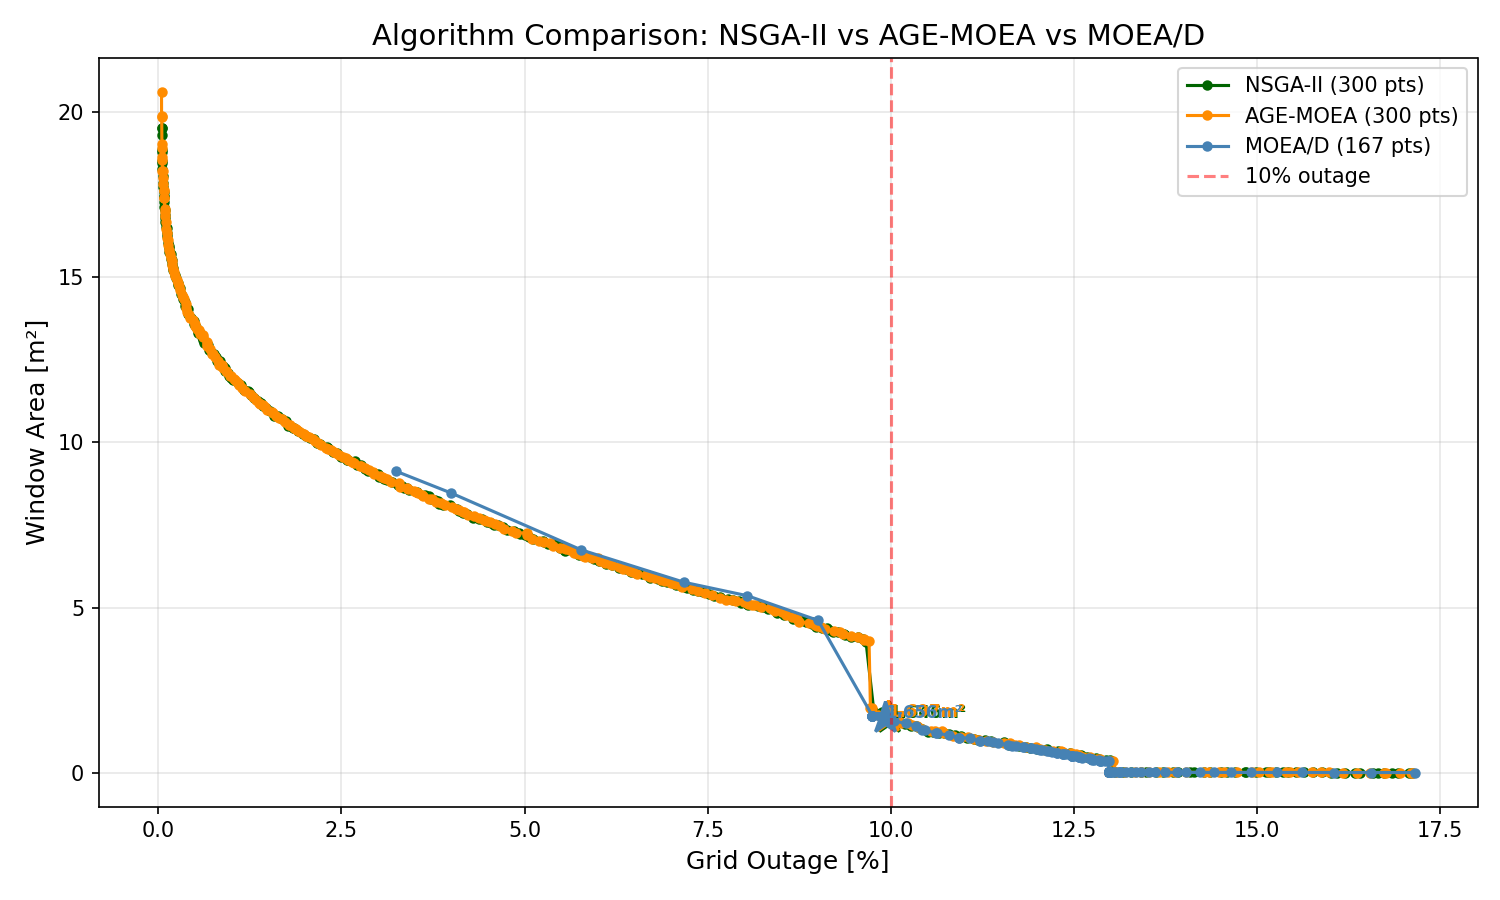 Algorithm Comparison: NSGA-II vs AGE-MOEA vs MOEA/D
NSGA-II (300 pts)
AGE-MOEA (300 pts)
MOEA/D (167 pts)
10% outage
Window Area [m²]
20
15
10
5
0
0.0
2.5
5.0
7.5
10.0
12.5
15.0
17.5
Grid Outage [%]